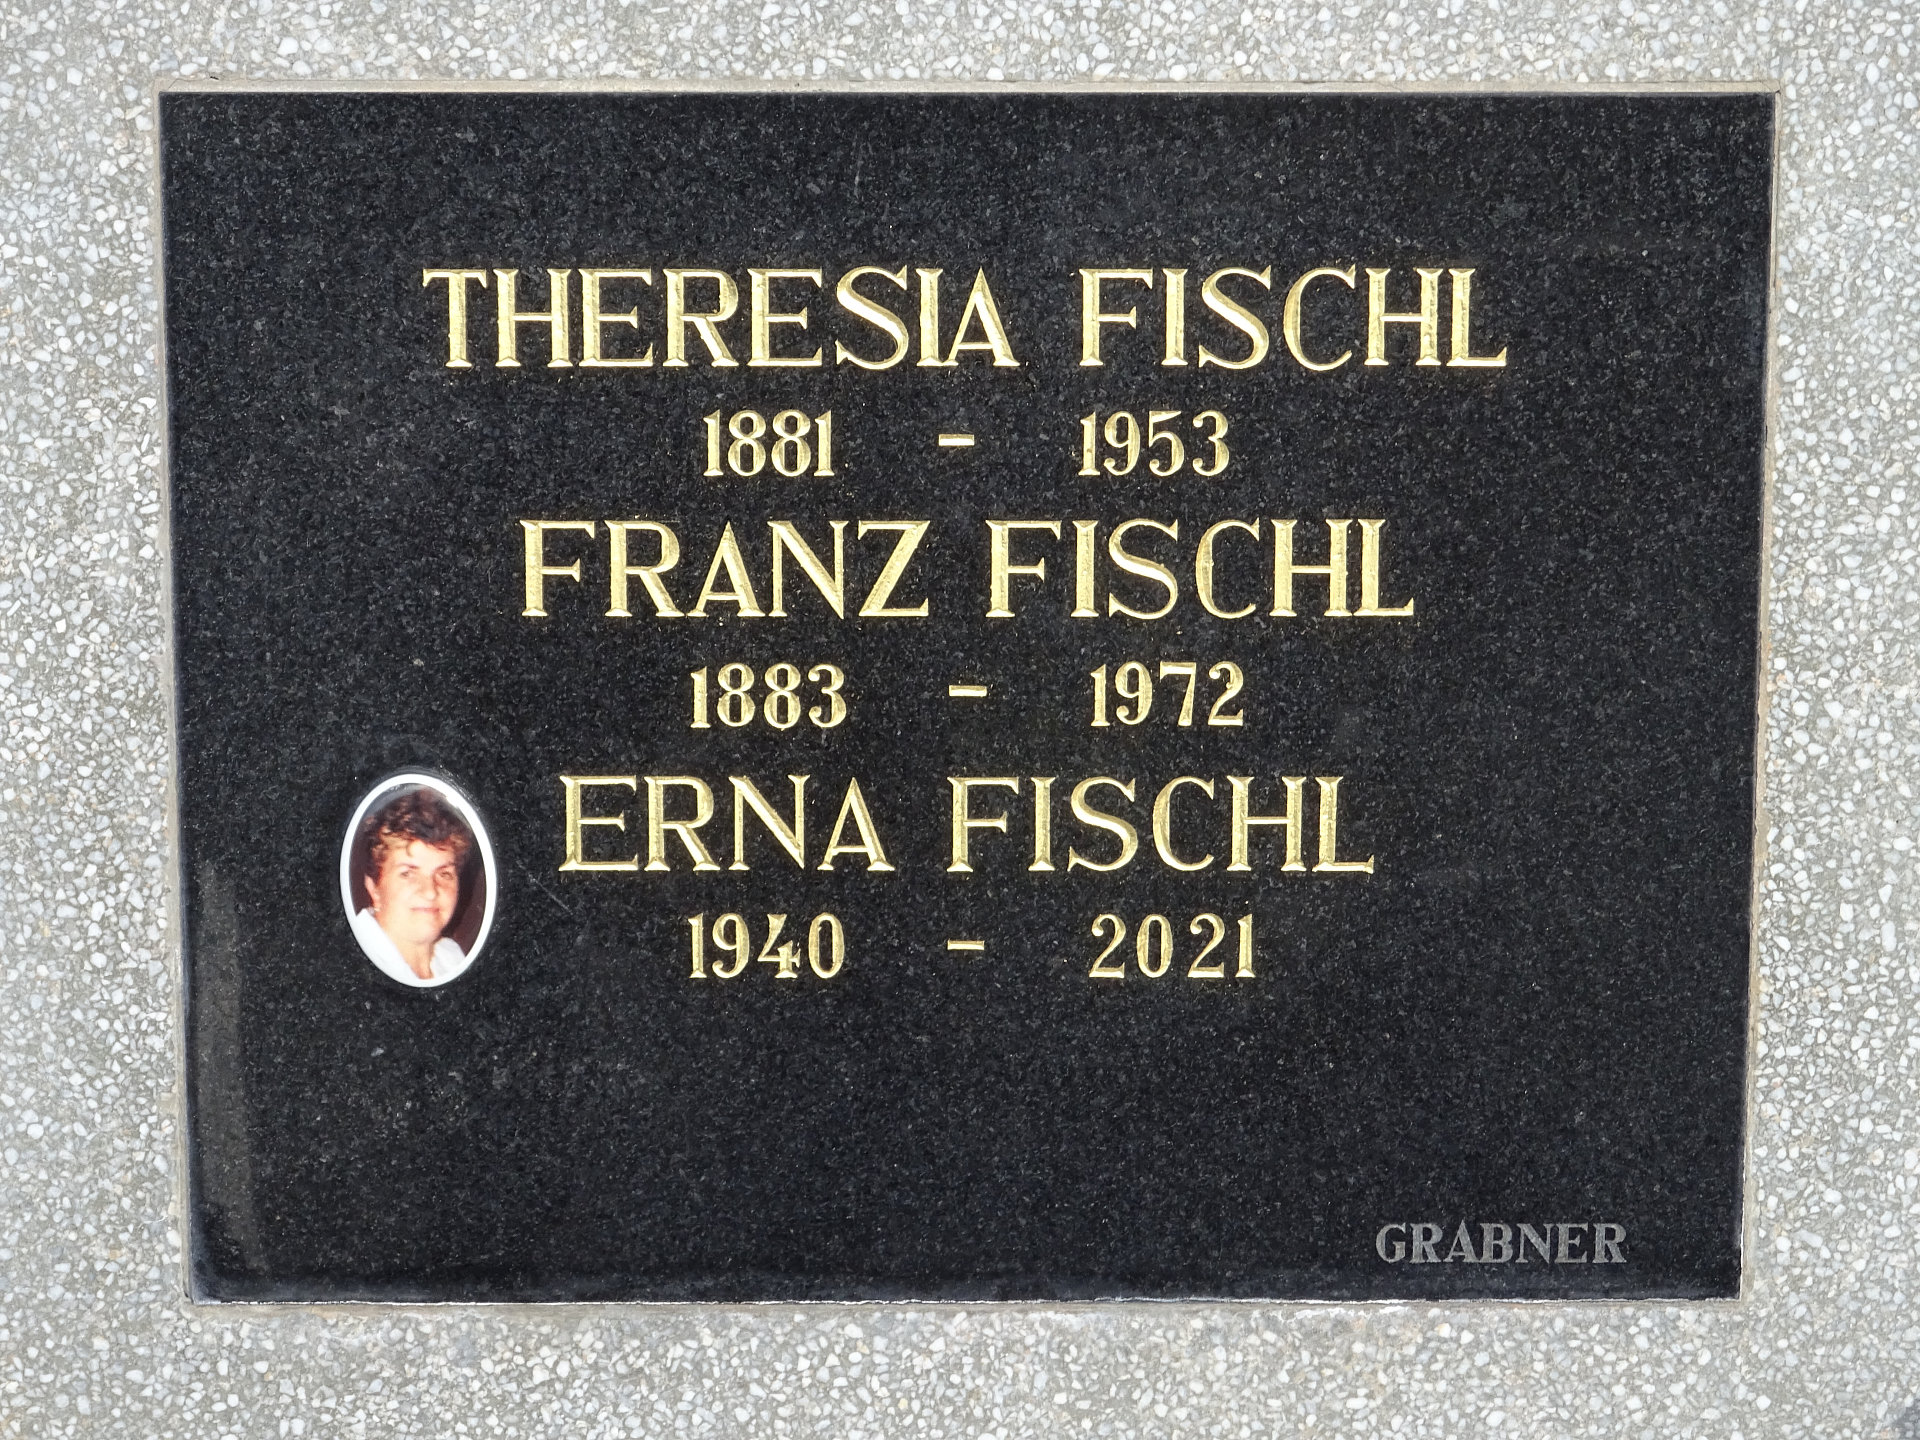 THERESIA FISCHL
1881 - 1953
FRANZ FISCHL
1883 - 1972
ERNA FISCHL
1940 - 2021
GRABNER